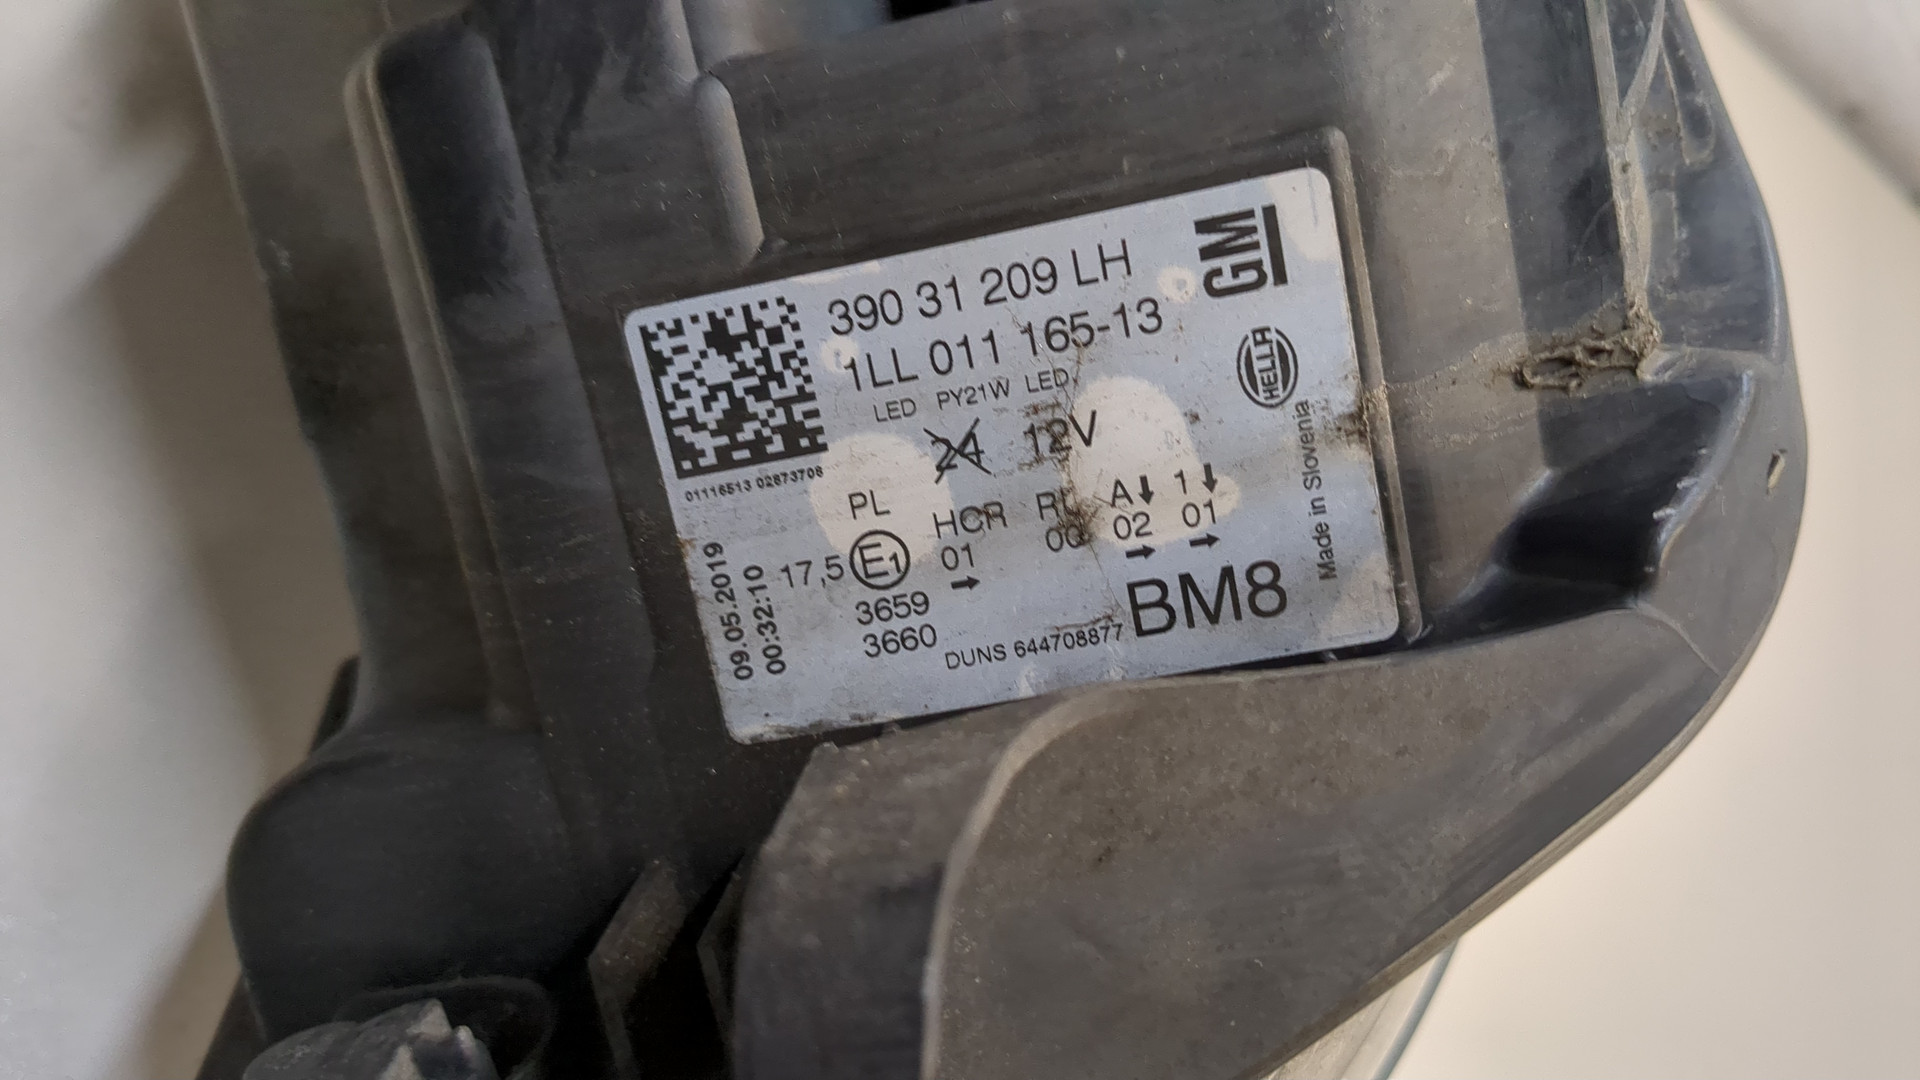 390 31 209 LH
1LL 011 165-13
LED PY21W LED
24 12V
01116513 02873708
PL HCR RL A↓ 1↓
17,5 E1 01 00 02 01
→ → →
3659
3660
DUNS 644708877
BM8
09.05.2019
00:32:10
GM
HELLA
Made in Slovenia